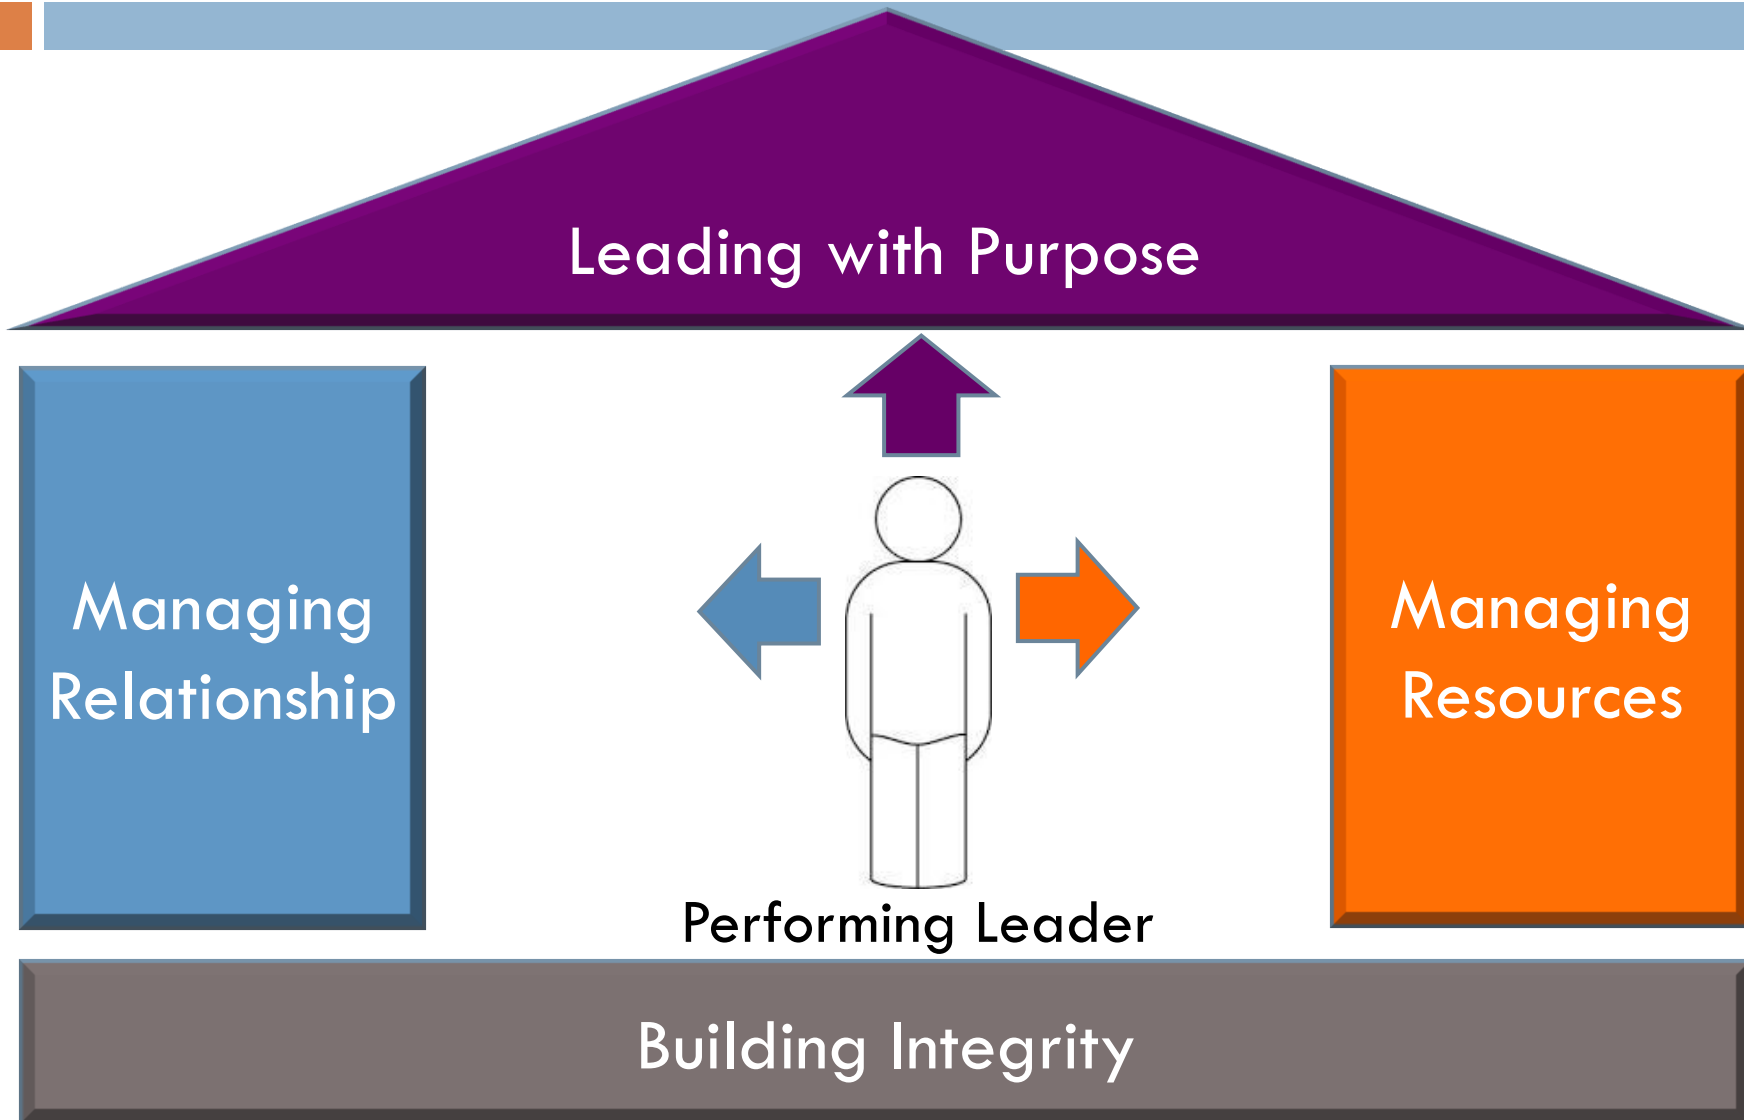 Leading with Purpose
Managing
Relationship
Managing
Resources
Performing Leader
Building Integrity